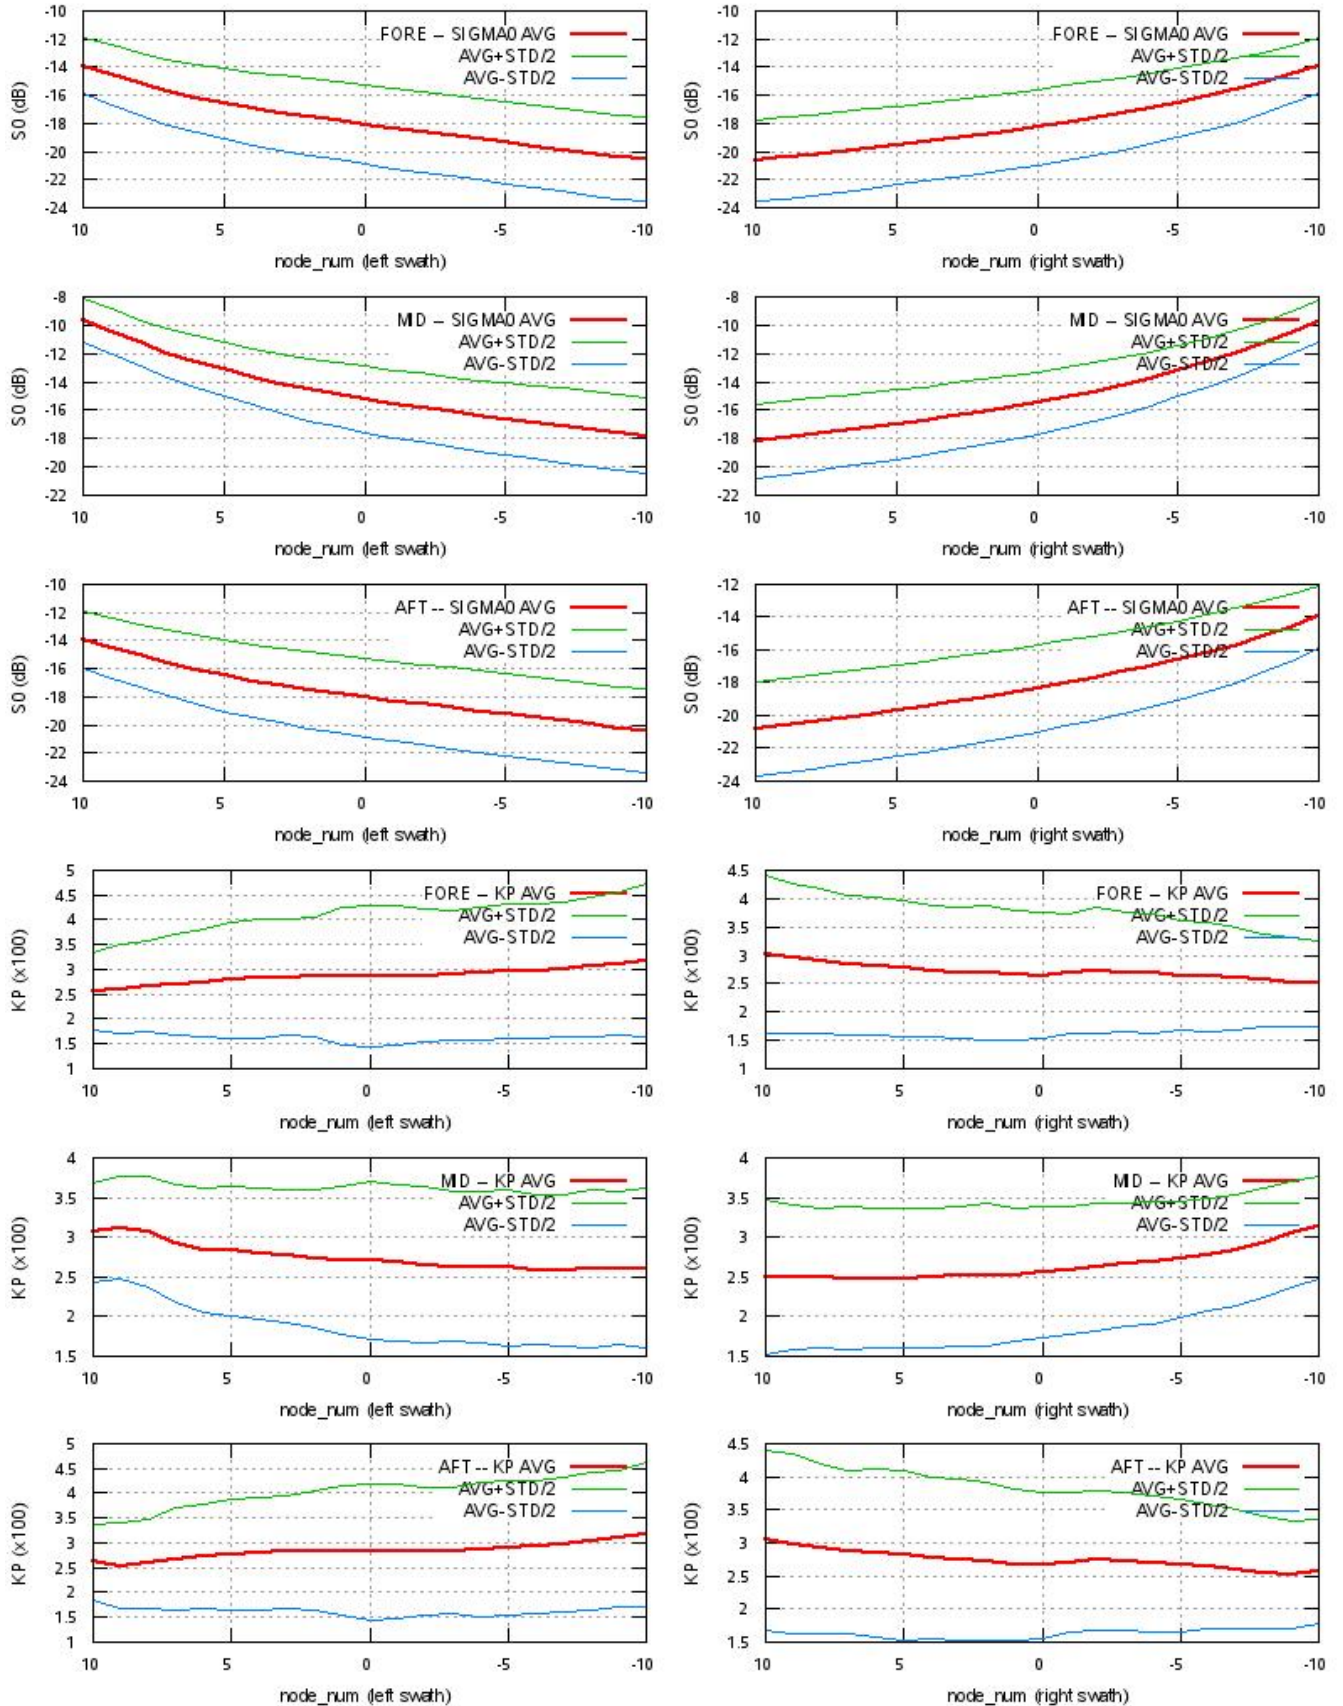 -10
-12
-14
-16
-18
-20
-22
-24
S0 (dB)
FORE -- SIGMA0 AVG
AVG+STD/2
AVG-STD/2
10
5
0
-5
-10
node_num (left swath)
-10
-12
-14
-16
-18
-20
-22
-24
S0 (dB)
FORE -- SIGMA0 AVG
AVG+STD/2
AVG-STD/2
10
5
0
-5
-10
node_num (right swath)
-8
-10
-12
-14
-16
-18
-20
-22
S0 (dB)
MID -- SIGMA0 AVG
AVG+STD/2
AVG-STD/2
10
5
0
-5
-10
node_num (left swath)
-8
-10
-12
-14
-16
-18
-20
-22
S0 (dB)
MID -- SIGMA0 AVG
AVG+STD/2
AVG-STD/2
10
5
0
-5
-10
node_num (right swath)
-10
-12
-14
-16
-18
-20
-22
-24
S0 (dB)
AFT -- SIGMA0 AVG
AVG+STD/2
AVG-STD/2
10
5
0
-5
-10
node_num (left swath)
-12
-14
-16
-18
-20
-22
-24
S0 (dB)
AFT -- SIGMA0 AVG
AVG+STD/2
AVG-STD/2
10
5
0
-5
-10
node_num (right swath)
5
4.5
4
3.5
3
2.5
2
1.5
1
KP (x100)
FORE -- KP AVG
AVG+STD/2
AVG-STD/2
10
5
0
-5
-10
node_num (left swath)
4.5
4
3.5
3
2.5
2
1.5
1
KP (x100)
FORE -- KP AVG
AVG+STD/2
AVG-STD/2
10
5
0
-5
-10
node_num (right swath)
4
3.5
3
2.5
2
1.5
KP (x100)
MID -- KP AVG
AVG+STD/2
AVG-STD/2
10
5
0
-5
-10
node_num (left swath)
4
3.5
3
2.5
2
1.5
KP (x100)
MID -- KP AVG
AVG+STD/2
AVG-STD/2
10
5
0
-5
-10
node_num (right swath)
5
4.5
4
3.5
3
2.5
2
1.5
1
KP (x100)
AFT -- KP AVG
AVG+STD/2
AVG-STD/2
10
5
0
-5
-10
node_num (left swath)
4.5
4
3.5
3
2.5
2
1.5
KP (x100)
AFT -- KP AVG
AVG+STD/2
AVG-STD/2
10
5
0
-5
-10
node_num (right swath)